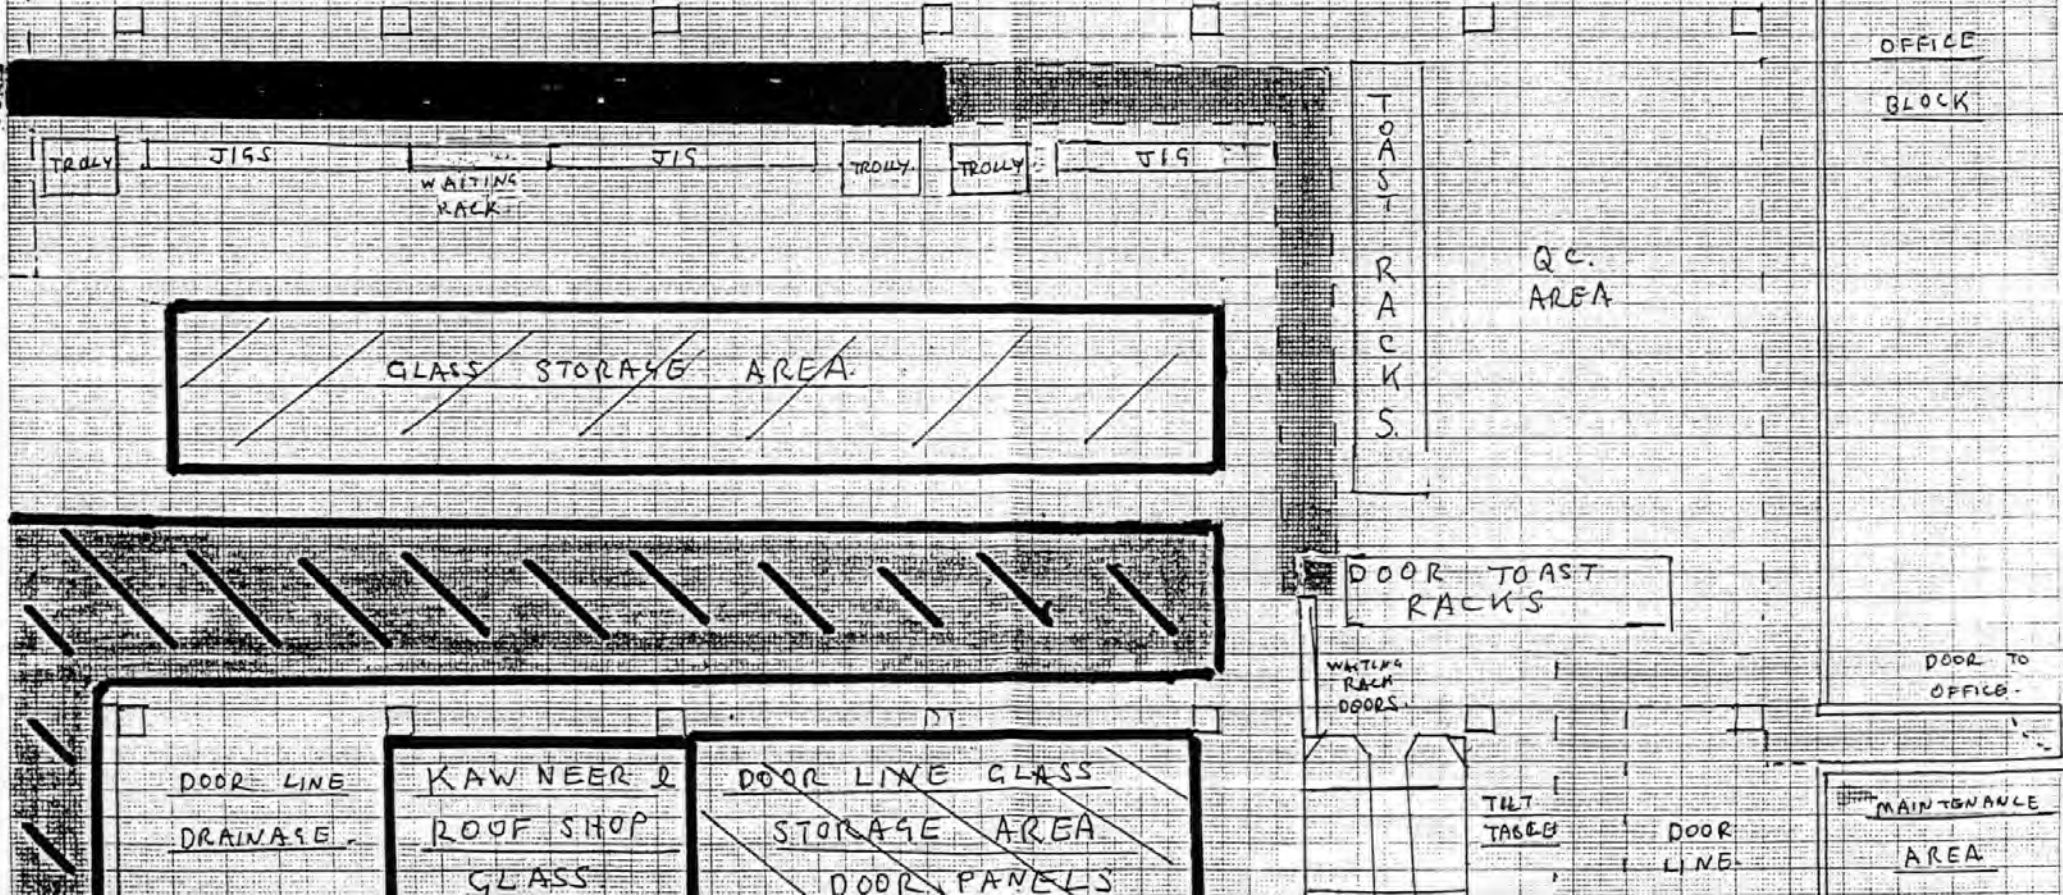 OFFICE
BLOCK
TROLLY
JIGS
WAITING
RACK
JIG
TROLLY.
TROLLY
JIG
TOAST RACKS.
QC.
AREA
GLASS STORAGE AREA
DOOR TOAST
RACKS
WAITING
RACK
DOORS.
DOOR TO
OFFICE.
DOOR LINE
DRAINAGE.
KAWNEER &
ROOF SHOP
GLASS
DOOR LINE GLASS
STORAGE AREA
DOOR PANELS
TILT
TABLE
DOOR
LINE.
MAINTENANCE
AREA